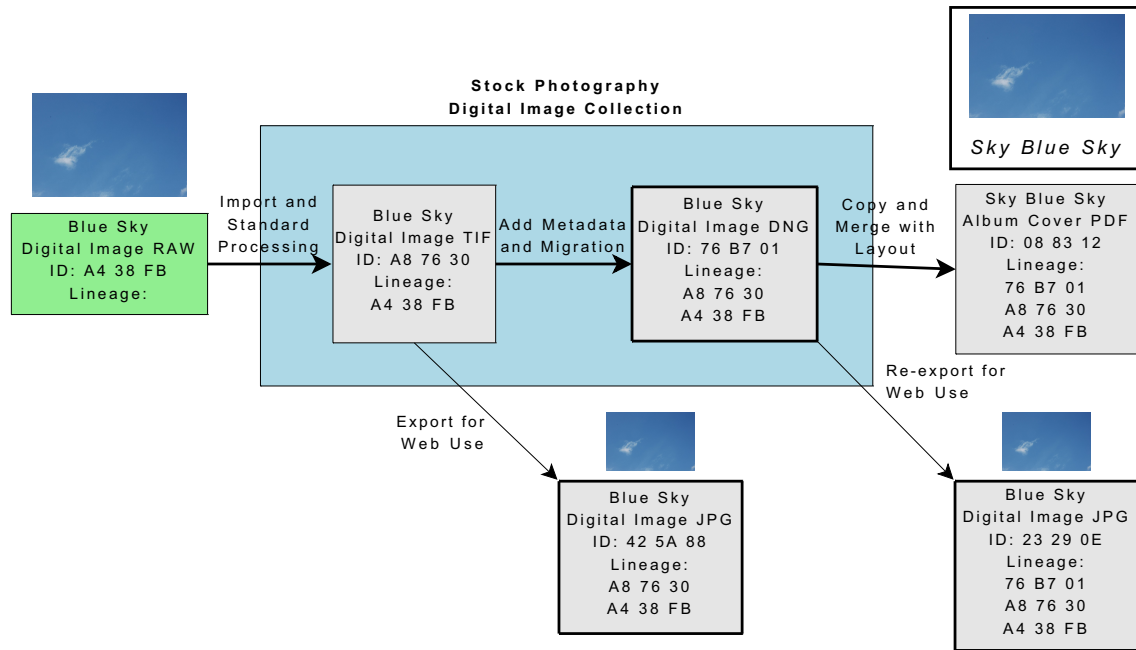 Stock Photography
Digital Image Collection
Sky Blue Sky
Blue Sky
Digital Image RAW
ID: A4 38 FB
Lineage:
Import and
Standard
Processing
Blue Sky
Digital Image TIF
ID: A8 76 30
Lineage:
A4 38 FB
Add Metadata
and Migration
Blue Sky
Digital Image DNG
ID: 76 B7 01
Lineage:
A8 76 30
A4 38 FB
Copy and
Merge with
Layout
Sky Blue Sky
Album Cover PDF
ID: 08 83 12
Lineage:
76 B7 01
A8 76 30
A4 38 FB
Export for
Web Use
Blue Sky
Digital Image JPG
ID: 42 5A 88
Lineage:
A8 76 30
A4 38 FB
Re-export for
Web Use
Blue Sky
Digital Image JPG
ID: 23 29 0E
Lineage:
76 B7 01
A8 76 30
A4 38 FB